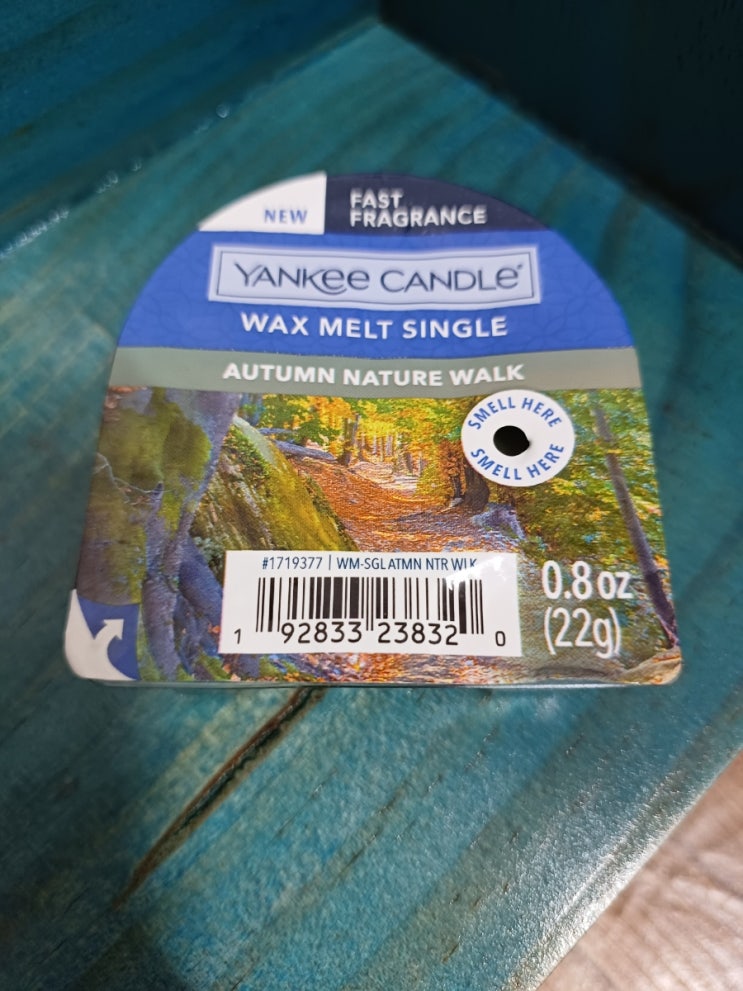 NEW
FAST
FRAGRANCE
YANKEE CANDLE
WAX MELT SINGLE
AUTUMN NATURE WALK
SMELL HERE
SMELL HERE
#1719377 | WM-SGL ATMN NTR WLK
1 92833 23832 0
0.8 oz
(22g)